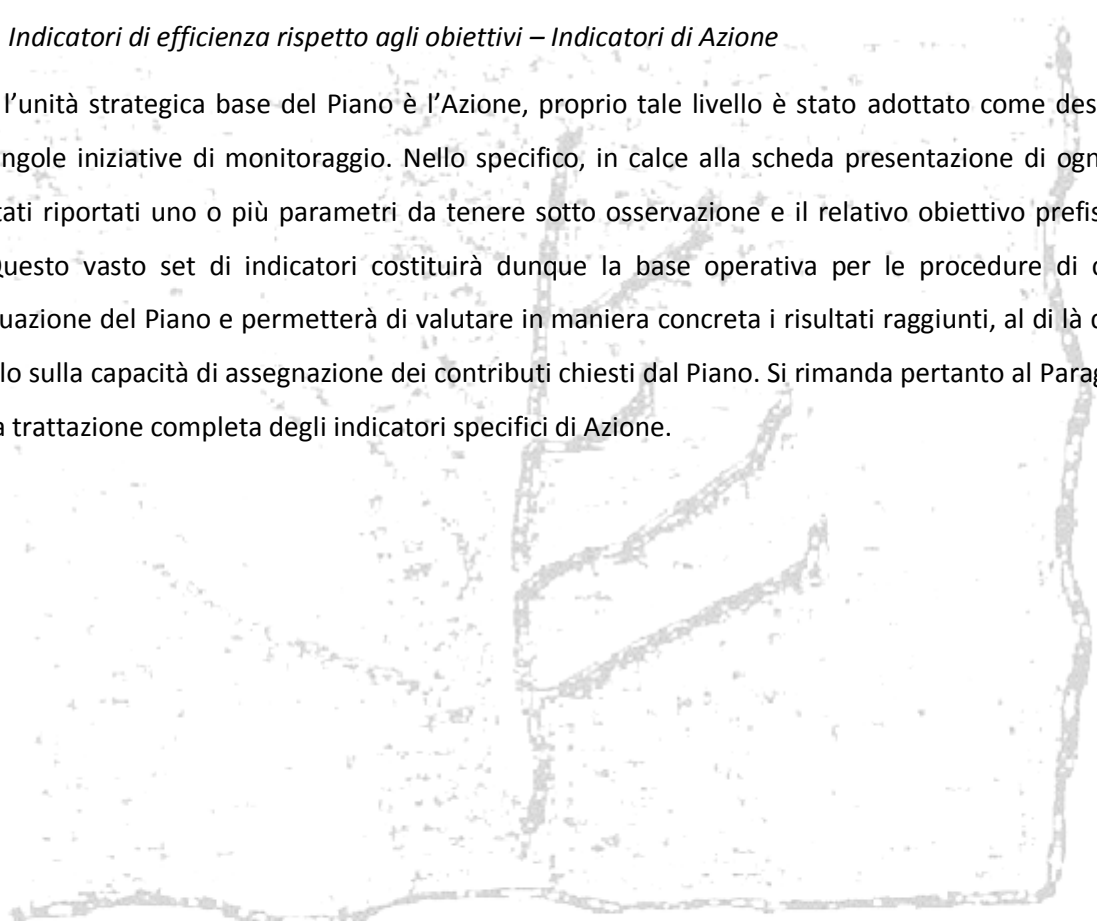 Indicatori di efficienza rispetto agli obiettivi – Indicatori di Azione
l’unità strategica base del Piano è l’Azione, proprio tale livello è stato adottato come des
ngole iniziative di monitoraggio. Nello specifico, in calce alla scheda presentazione di ogn
tati riportati uno o più parametri da tenere sotto osservazione e il relativo obiettivo prefis
Questo vasto set di indicatori costituirà dunque la base operativa per le procedure di
uazione del Piano e permetterà di valutare in maniera concreta i risultati raggiunti, al di là
lo sulla capacità di assegnazione dei contributi chiesti dal Piano. Si rimanda pertanto al Parag
a trattazione completa degli indicatori specifici di Azione.